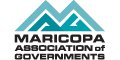 MARICOPA
ASSOCIATION of
GOVERNMENTS